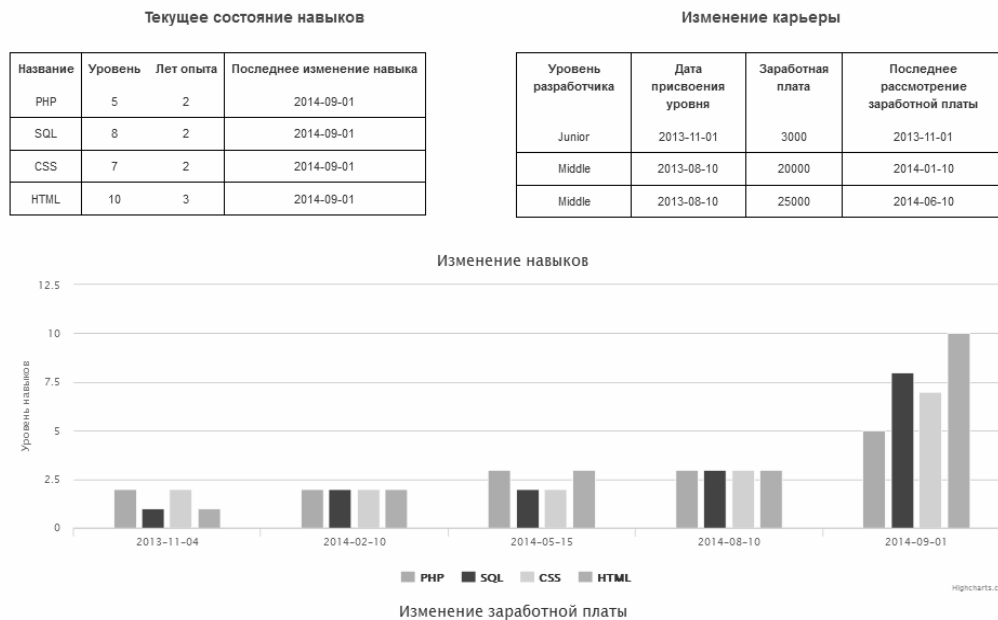 Текущее состояние навыков
Название Уровень Лет опыта Последнее изменение навыка
PHP 5 2 2014-09-01
SQL 8 2 2014-09-01
CSS 7 2 2014-09-01
HTML 10 3 2014-09-01
Изменение карьеры
Уровень разработчика Дата присвоения уровня Заработная плата Последнее рассмотрение заработной платы
Junior 2013-11-01 3000 2013-11-01
Middle 2013-08-10 20000 2014-01-10
Middle 2013-08-10 25000 2014-06-10
Изменение навыков
Уровень навыков
12.5
10
7.5
5
2.5
0
2013-11-04 2014-02-10 2014-05-15 2014-08-10 2014-09-01
PHP SQL CSS HTML
Highcharts.c
Изменение заработной платы